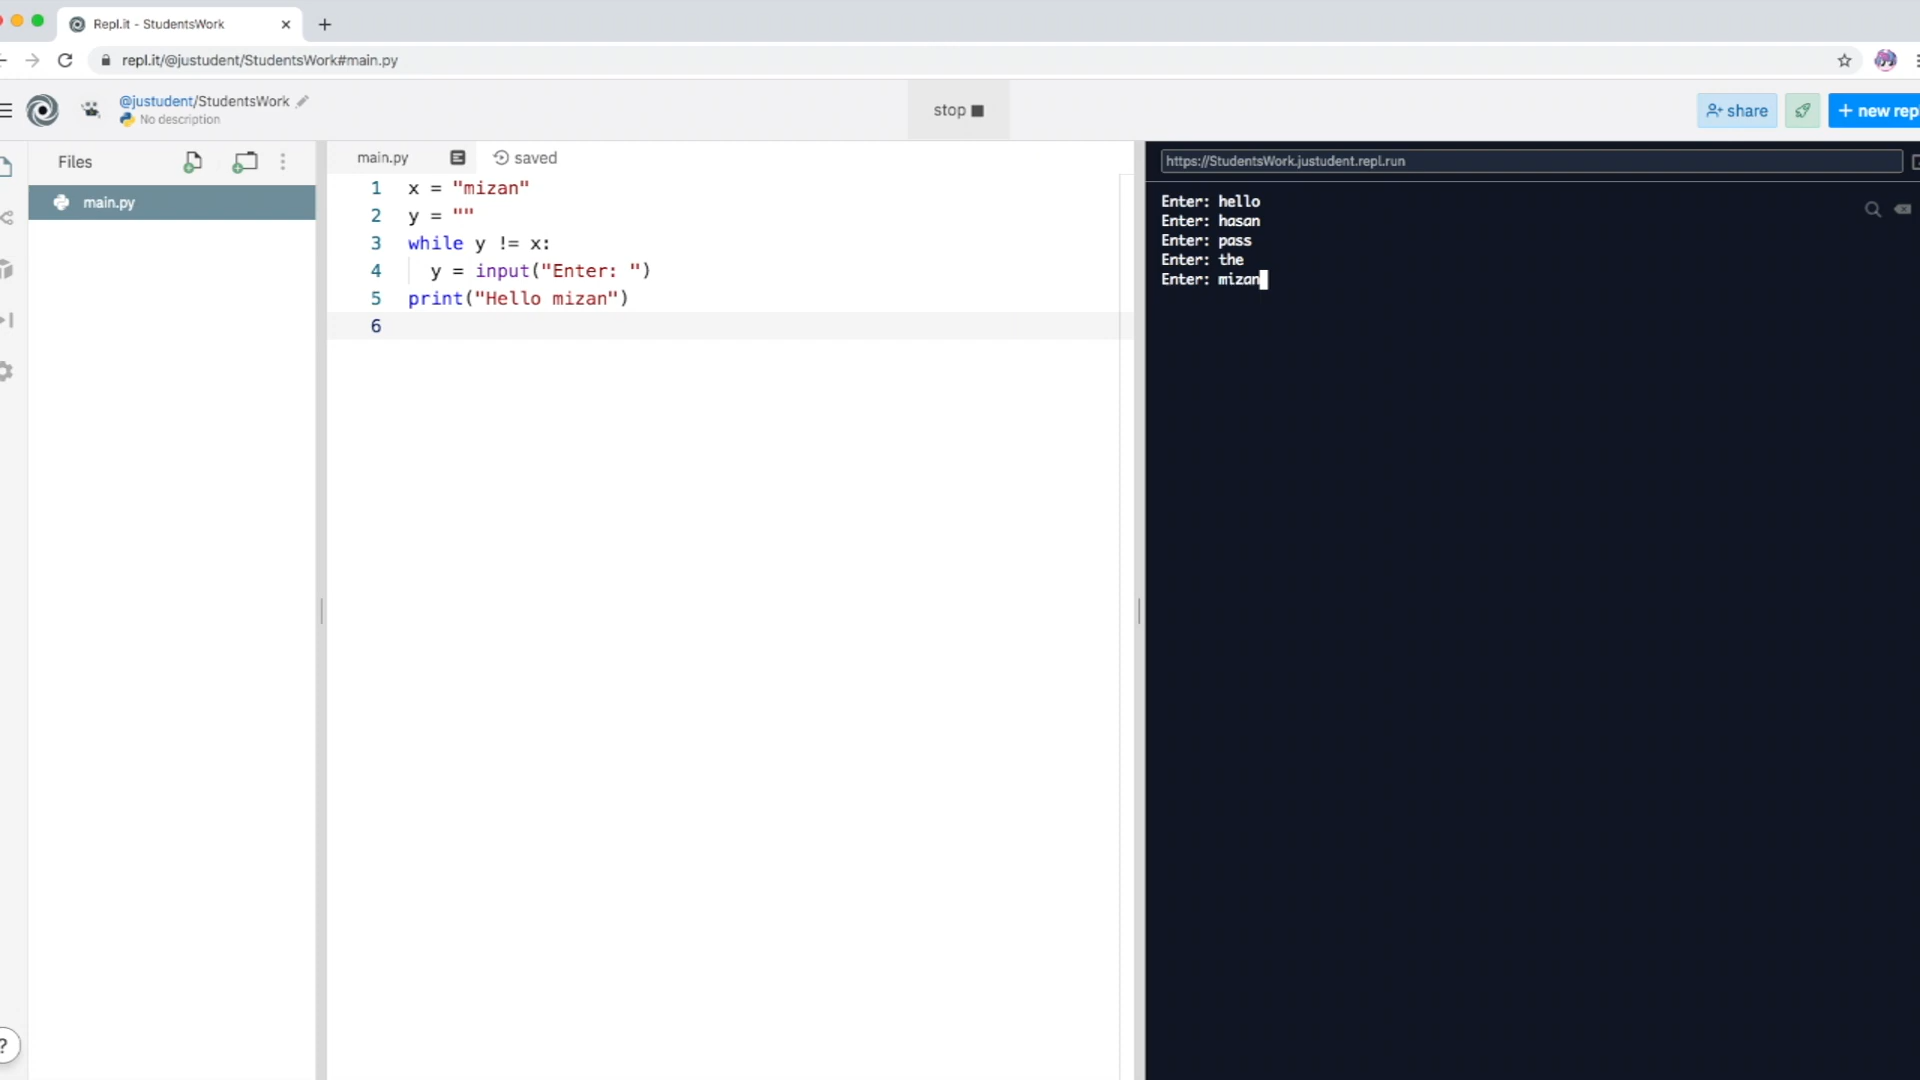 Repl.it - StudentsWork
repl.it/@justudent/StudentsWork#main.py
@justudent/StudentsWork
No description
stop
share
+ new repl
Files
main.py
saved
main.py
1 x = "mizan"
2 y = ""
3 while y != x:
4 y = input("Enter: ")
5 print("Hello mizan")
6
https://StudentsWork.justudent.repl.run
Enter: hello
Enter: hasan
Enter: pass
Enter: the
Enter: mizan
?